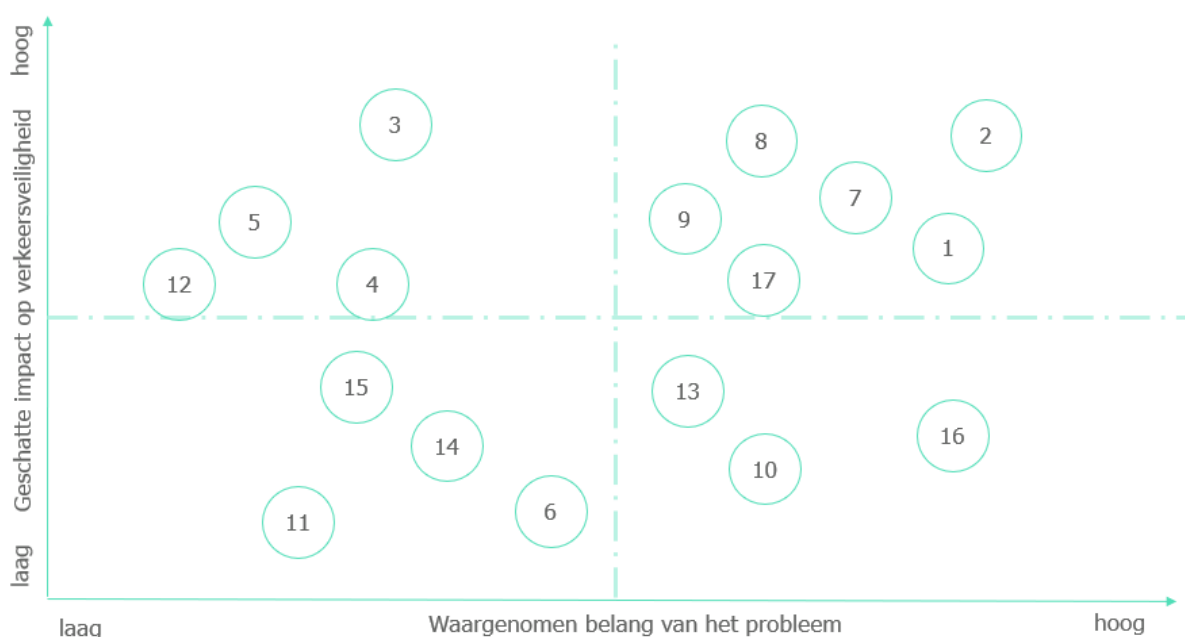 hoog
Geschatte impact op verkeersveiligheid
laag
3
8
2
5
9
7
1
12
4
17
15
13
14
16
10
11
6
laag
Waargenomen belang van het probleem
hoog